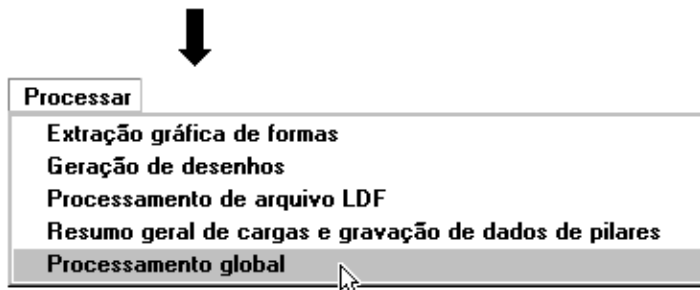 Processar
Extração gráfica de formas
Geração de desenhos
Processamento de arquivo LDF
Resumo geral de cargas e gravação de dados de pilares
Processamento global